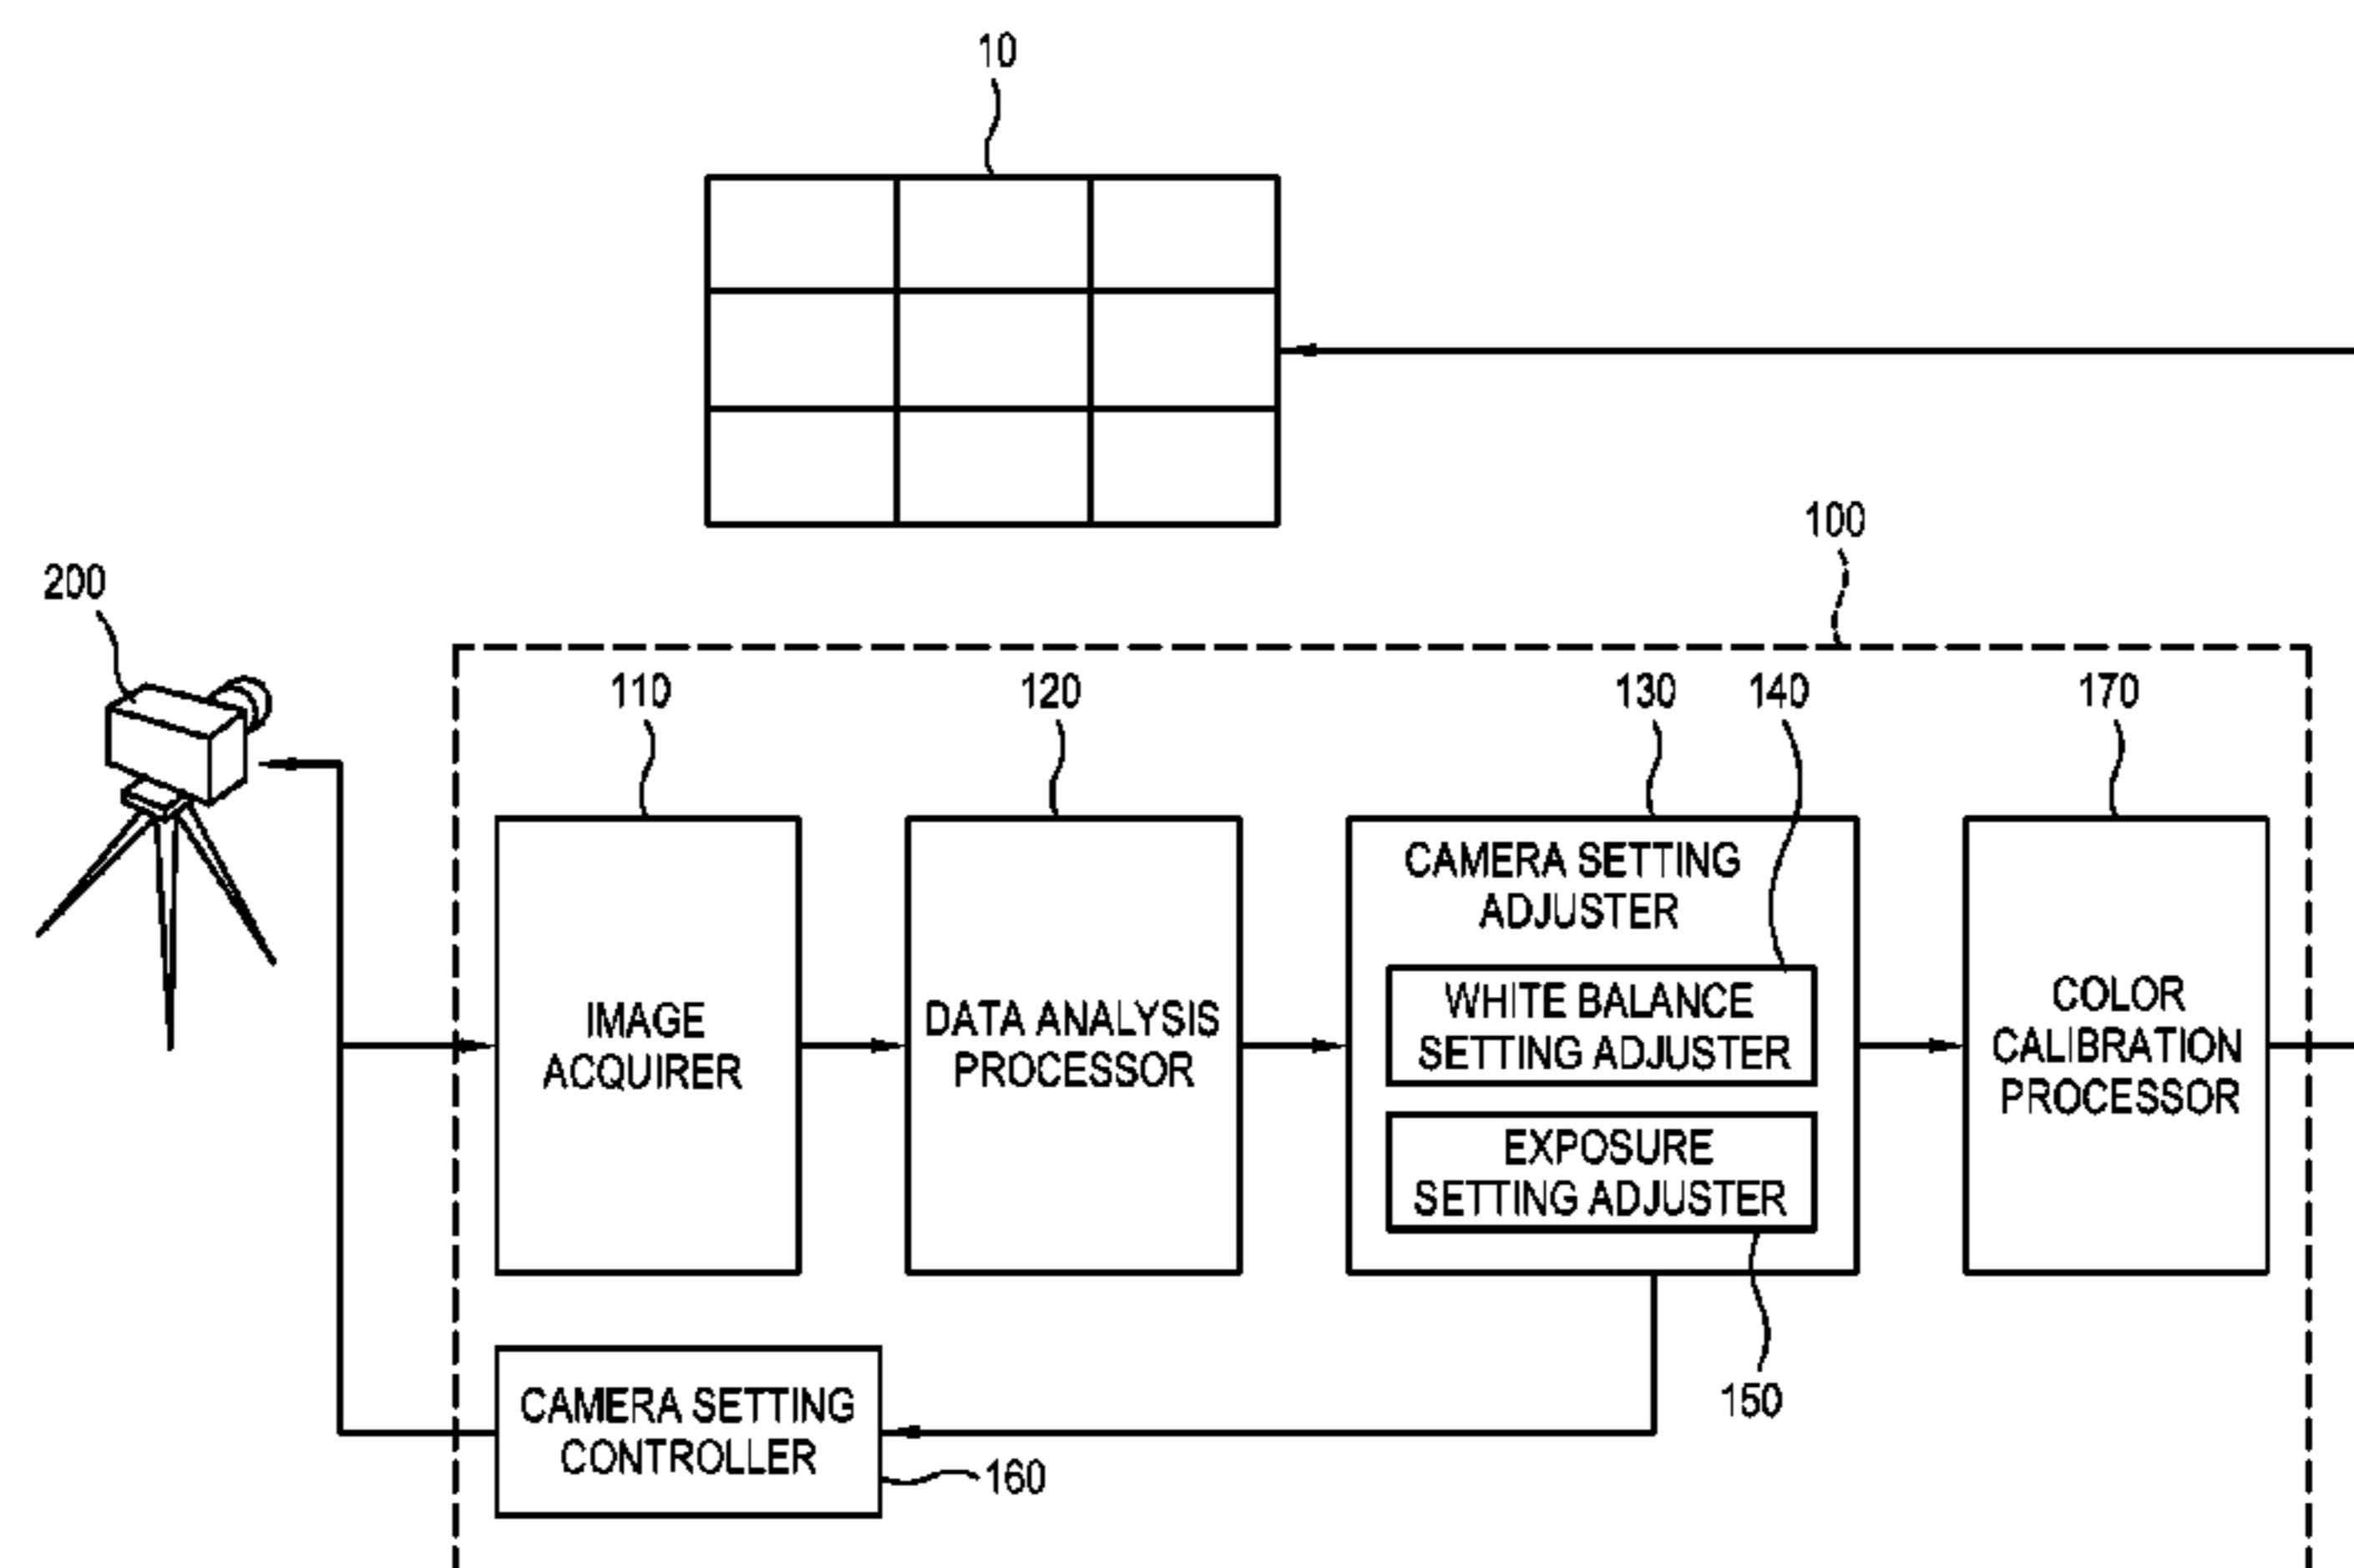 10
100
200
110
120
130
140
170
CAMERA SETTING
ADJUSTER
IMAGE
ACQUIRER
DATA ANALYSIS
PROCESSOR
WHITE BALANCE
SETTING ADJUSTER
EXPOSURE
SETTING ADJUSTER
COLOR
CALIBRATION
PROCESSOR
150
CAMERA SETTING
CONTROLLER
160